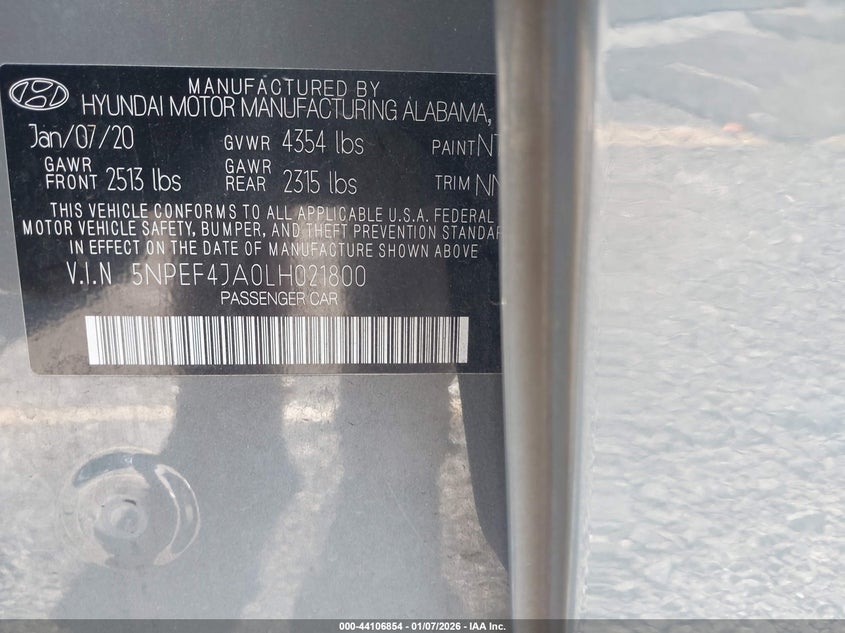 MANUFACTURED BY
HYUNDAI MOTOR MANUFACTURING ALABAMA,
Jan/07/20 GVWR 4354 lbs PAINT
GAWR FRONT 2513 lbs GAWR REAR 2315 lbs TRIM
THIS VEHICLE CONFORMS TO ALL APPLICABLE U.S.A. FEDERAL
MOTOR VEHICLE SAFETY, BUMPER, AND THEFT PREVENTION STANDARD
IN EFFECT ON THE DATE OF MANUFACTURE SHOWN ABOVE
V.I.N 5NPEF4JA0LH021800
PASSENGER CAR
000-44106854 — 01/07/2026 — IAA Inc.